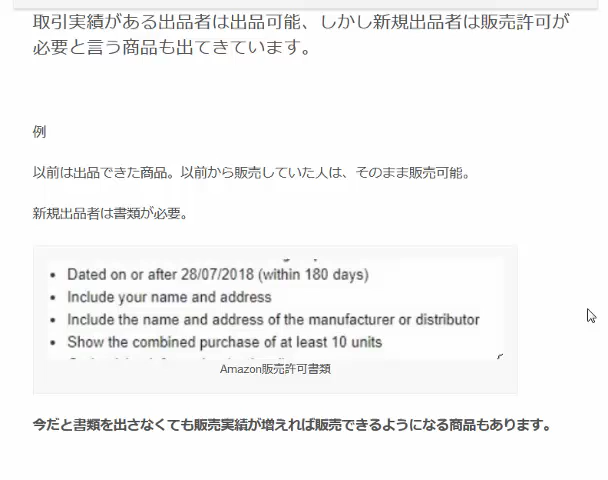 取引実績がある出品者は出品可能、しかし新規出品者は販売許可が
必要と言う商品も出てきています。
例
以前は出品できた商品。以前から販売していた人は、そのまま販売可能。
新規出品者は書類が必要。
• Dated on or after 28/07/2018 (within 180 days)
• Include your name and address
• Include the name and address of the manufacturer or distributor
• Show the combined purchase of at least 10 units
Amazon販売許可書類
今だと書類を出さなくても販売実績が増えれば販売できるようになる商品もあります。